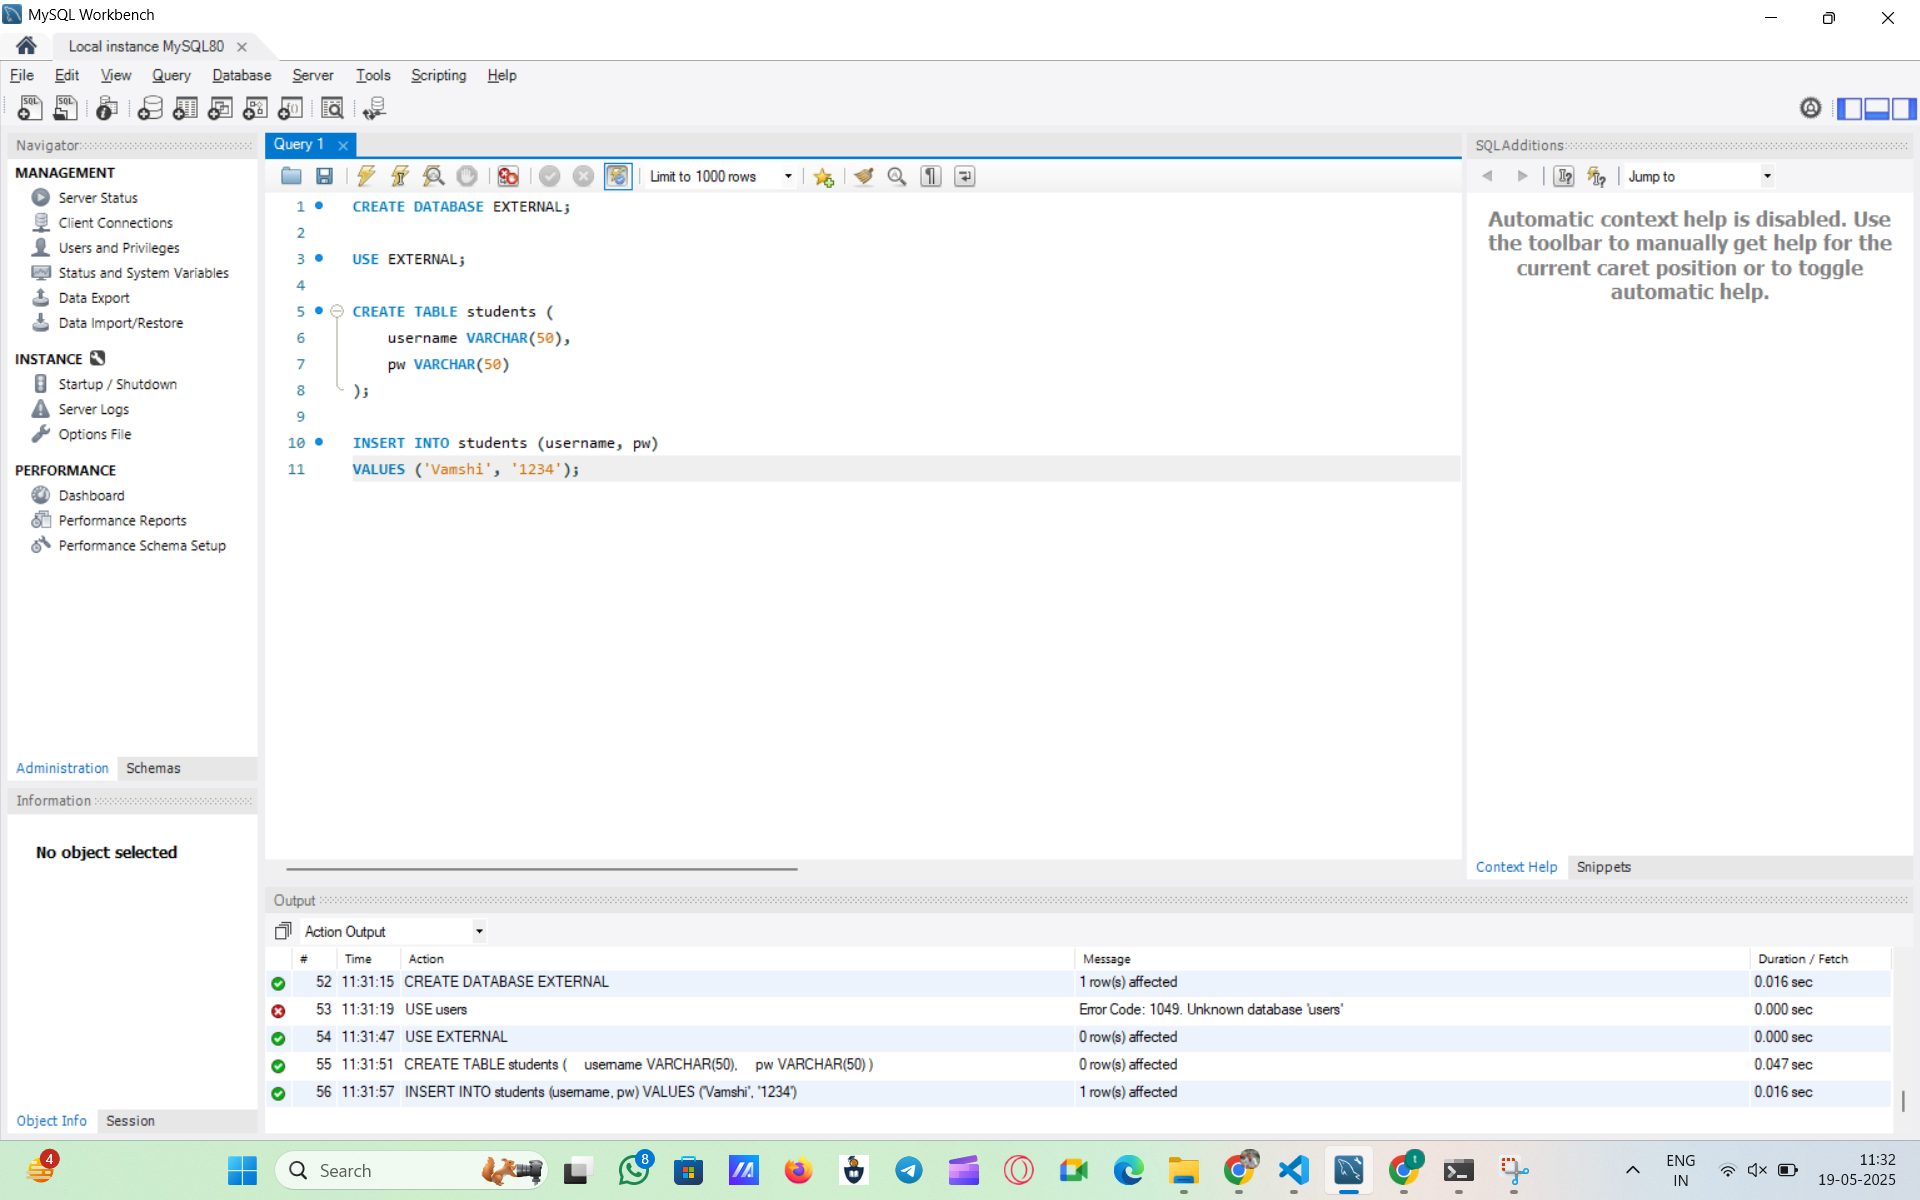 MySQL Workbench
Local instance MySQL80
File Edit View Query Database Server Tools Scripting Help
Navigator
MANAGEMENT
Server Status
Client Connections
Users and Privileges
Status and System Variables
Data Export
Data Import/Restore
INSTANCE
Startup / Shutdown
Server Logs
Options File
PERFORMANCE
Dashboard
Performance Reports
Performance Schema Setup
Administration Schemas
Information
No object selected
Object Info Session
Query 1
Limit to 1000 rows
1 CREATE DATABASE EXTERNAL;
2
3 USE EXTERNAL;
4
5 CREATE TABLE students (
6 username VARCHAR(50),
7 pw VARCHAR(50)
8 );
9
10 INSERT INTO students (username, pw)
11 VALUES ('Vamshi', '1234');
SQLAdditions
Jump to
Automatic context help is disabled. Use
the toolbar to manually get help for the
current caret position or to toggle
automatic help.
Context Help Snippets
Output
Action Output
# Time Action Message Duration / Fetch
52 11:31:15 CREATE DATABASE EXTERNAL 1 row(s) affected 0.016 sec
53 11:31:19 USE users Error Code: 1049. Unknown database 'users' 0.000 sec
54 11:31:47 USE EXTERNAL 0 row(s) affected 0.000 sec
55 11:31:51 CREATE TABLE students ( username VARCHAR(50), pw VARCHAR(50) ) 0 row(s) affected 0.047 sec
56 11:31:57 INSERT INTO students (username, pw) VALUES ('Vamshi', '1234') 1 row(s) affected 0.016 sec
4
Search
8
t
ENG
IN
11:32
19-05-2025